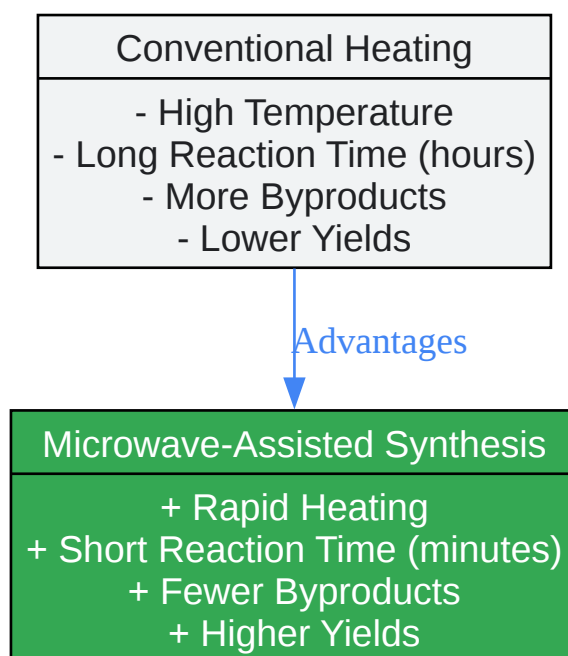 Conventional Heating
- High Temperature
- Long Reaction Time (hours)
- More Byproducts
- Lower Yields
Advantages
Microwave-Assisted Synthesis
+ Rapid Heating
+ Short Reaction Time (minutes)
+ Fewer Byproducts
+ Higher Yields